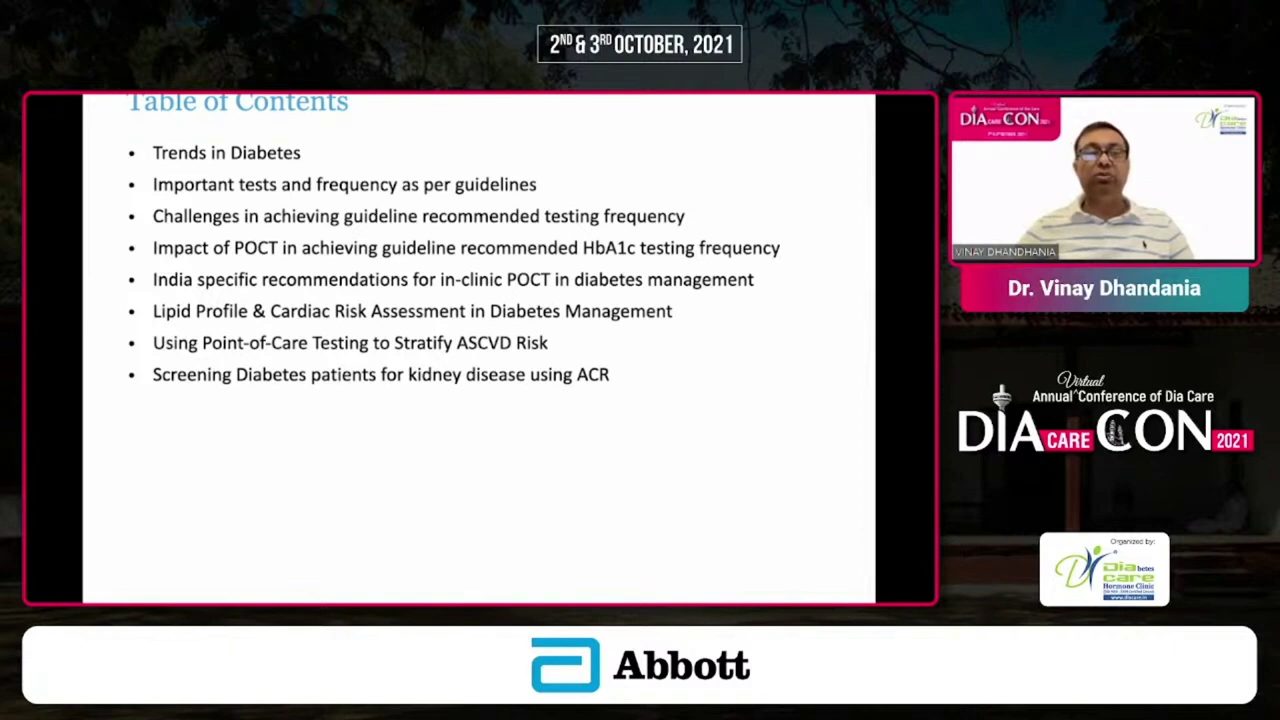 2ND & 3RD OCTOBER, 2021
Table of Contents
• Trends in Diabetes
• Important tests and frequency as per guidelines
• Challenges in achieving guideline recommended testing frequency
• Impact of POCT in achieving guideline recommended HbA1c testing frequency
• India specific recommendations for in-clinic POCT in diabetes management
• Lipid Profile & Cardiac Risk Assessment in Diabetes Management
• Using Point-of-Care Testing to Stratify ASCVD Risk
• Screening Diabetes patients for kidney disease using ACR
DIA CARE CON 2021
VINAY DHANDHANIA
Dr. Vinay Dhandania
Virtual
Annual ^ Conference of Dia Care
DIA CARE CON 2021
Organized by:
Dia betes
care
Hormone Clinic
www.diacare.in
Abbott